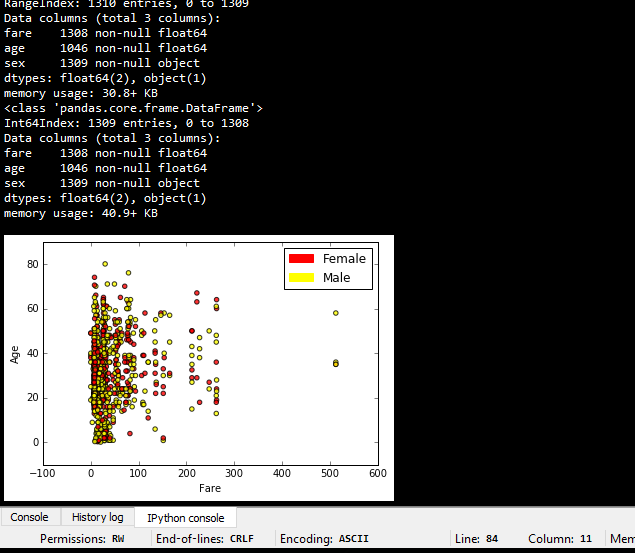 RangeIndex: 1310 entries, 0 to 1309
Data columns (total 3 columns):
fare    1308 non-null float64
age     1046 non-null float64
sex     1309 non-null object
dtypes: float64(2), object(1)
memory usage: 30.8+ KB
<class 'pandas.core.frame.DataFrame'>
Int64Index: 1309 entries, 0 to 1308
Data columns (total 3 columns):
fare    1308 non-null float64
age     1046 non-null float64
sex     1309 non-null object
dtypes: float64(2), object(1)
memory usage: 40.9+ KB
Female
Male
80
60
40
20
0
Age
−100 0 100 200 300 400 500 600
Fare
Console History log IPython console
Permissions: RW End-of-lines: CRLF Encoding: ASCII Line: 84 Column: 11 Mem